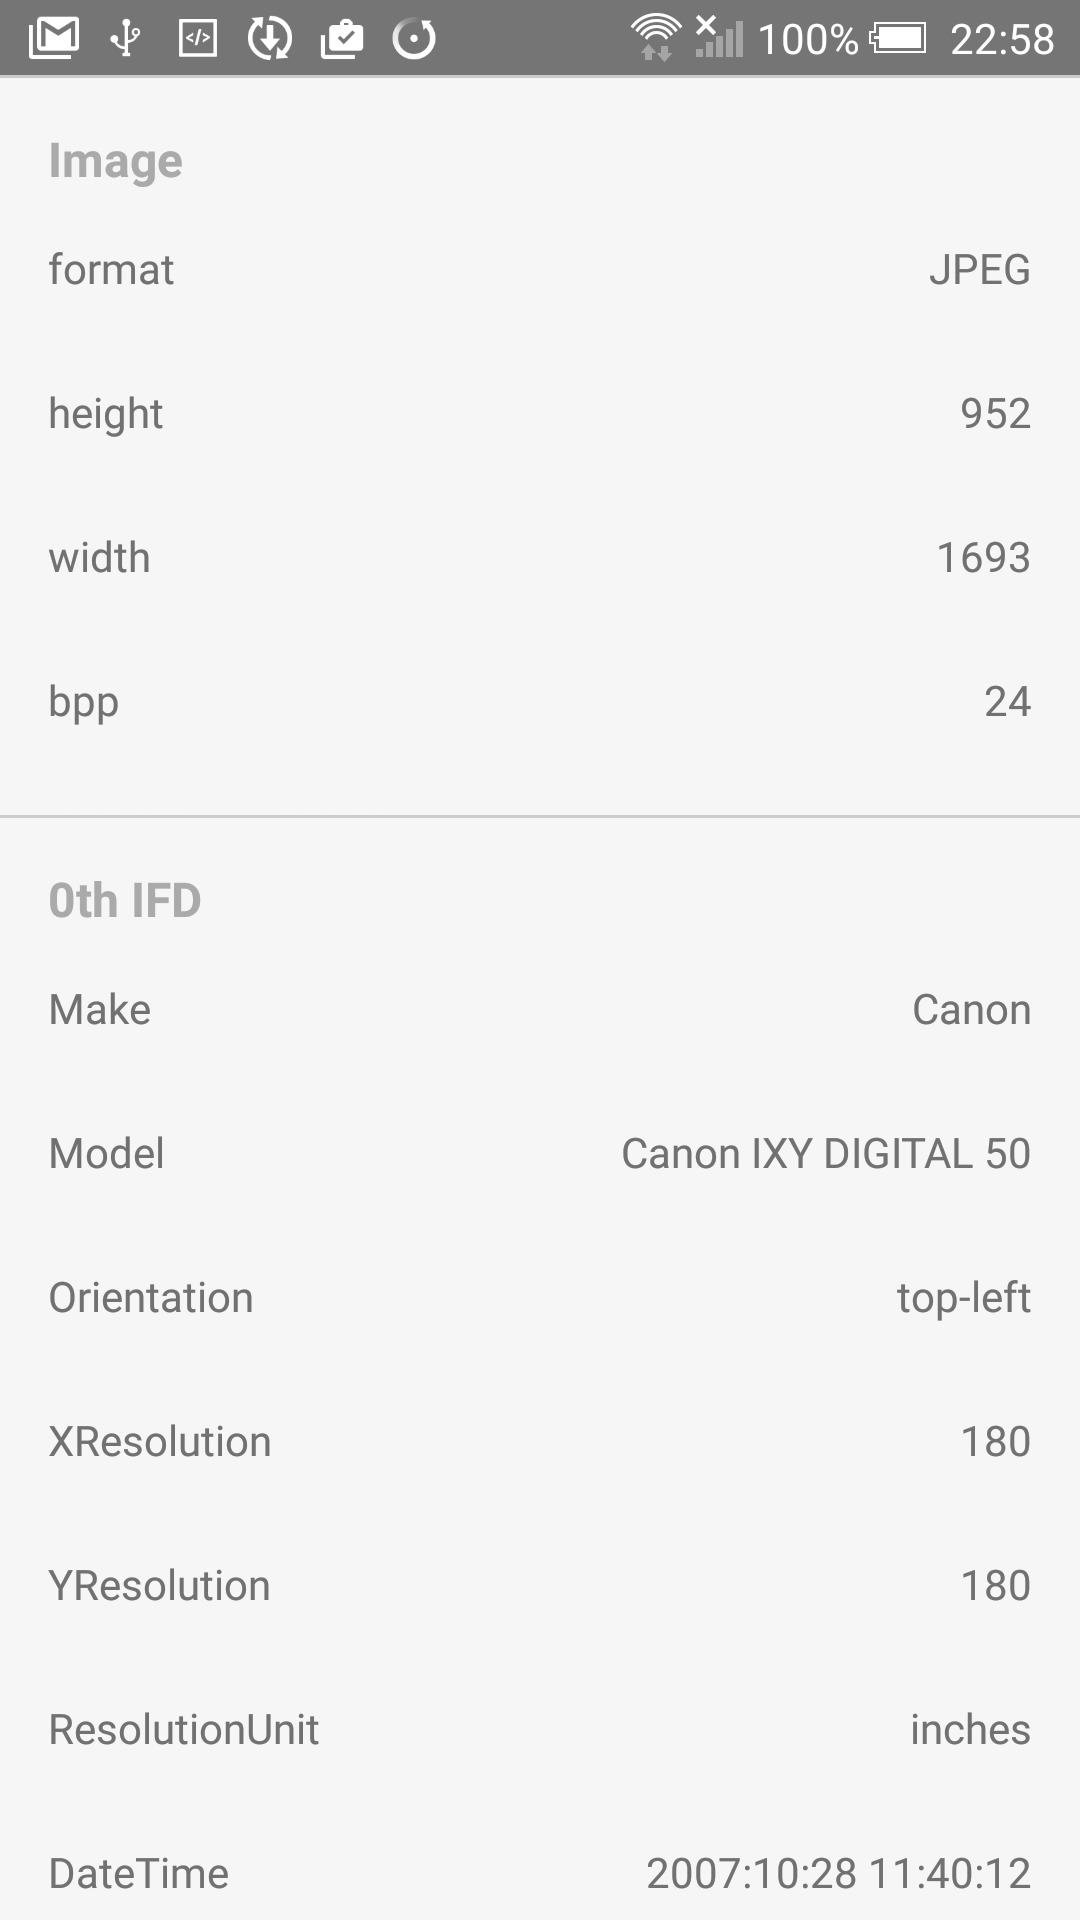 100% 22:58
Image
format JPEG
height 952
width 1693
bpp 24
0th IFD
Make Canon
Model Canon IXY DIGITAL 50
Orientation top-left
XResolution 180
YResolution 180
ResolutionUnit inches
DateTime 2007:10:28 11:40:12